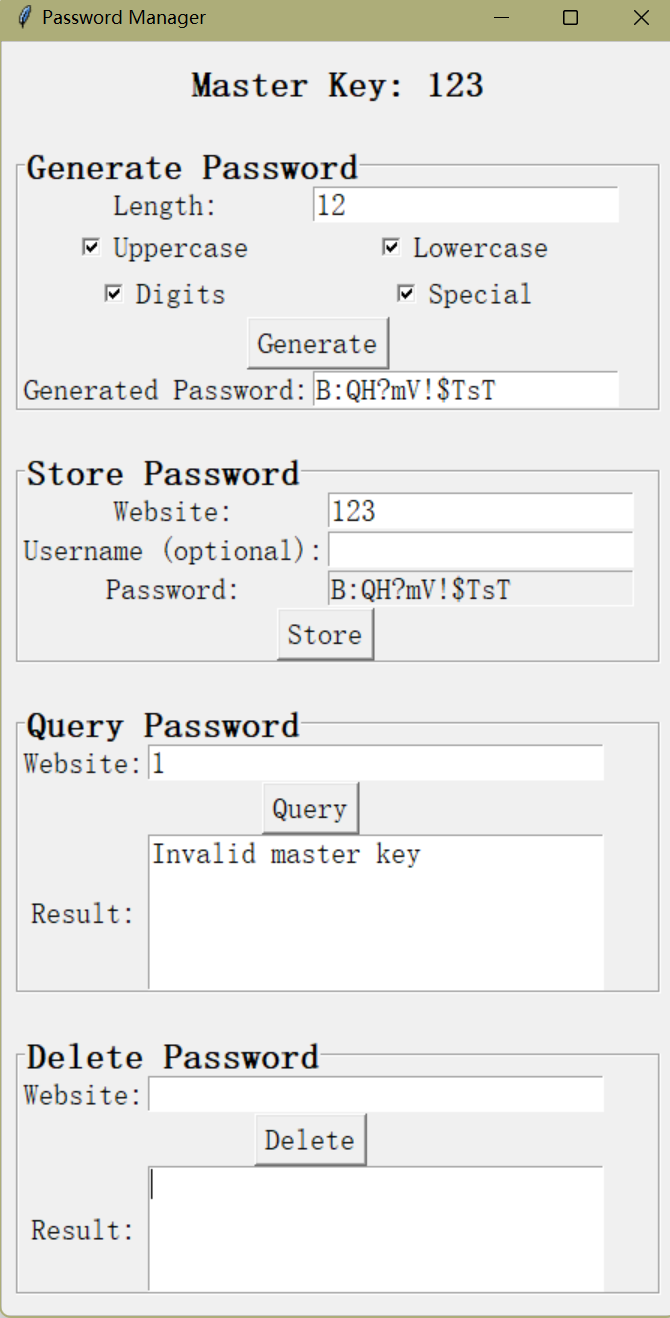 Password Manager
Master Key: 123
Generate Password
Length: 12
Uppercase Lowercase
Digits Special
Generate
Generated Password: B:QH?mV!$TsT
Store Password
Website: 123
Username (optional):
Password: B:QH?mV!$TsT
Store
Query Password
Website: 1
Query
Invalid master key
Result:
Delete Password
Website:
Delete
Result: